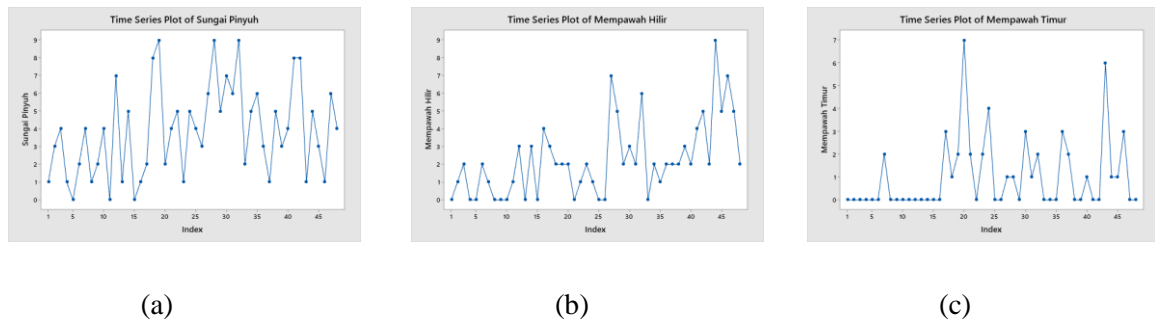 Time Series Plot of Sungai Pinyuh
Sungai Pinyuh
9
8
7
6
5
4
3
2
1
0
1 5 10 15 20 25 30 35 40 45
Index
(a)
Time Series Plot of Mempawah Hilir
Mempawah Hilir
9
8
7
6
5
4
3
2
1
0
1 5 10 15 20 25 30 35 40 45
Index
(b)
Time Series Plot of Mempawah Timur
Mempawah Timur
7
6
5
4
3
2
1
0
1 5 10 15 20 25 30 35 40 45
Index
(c)